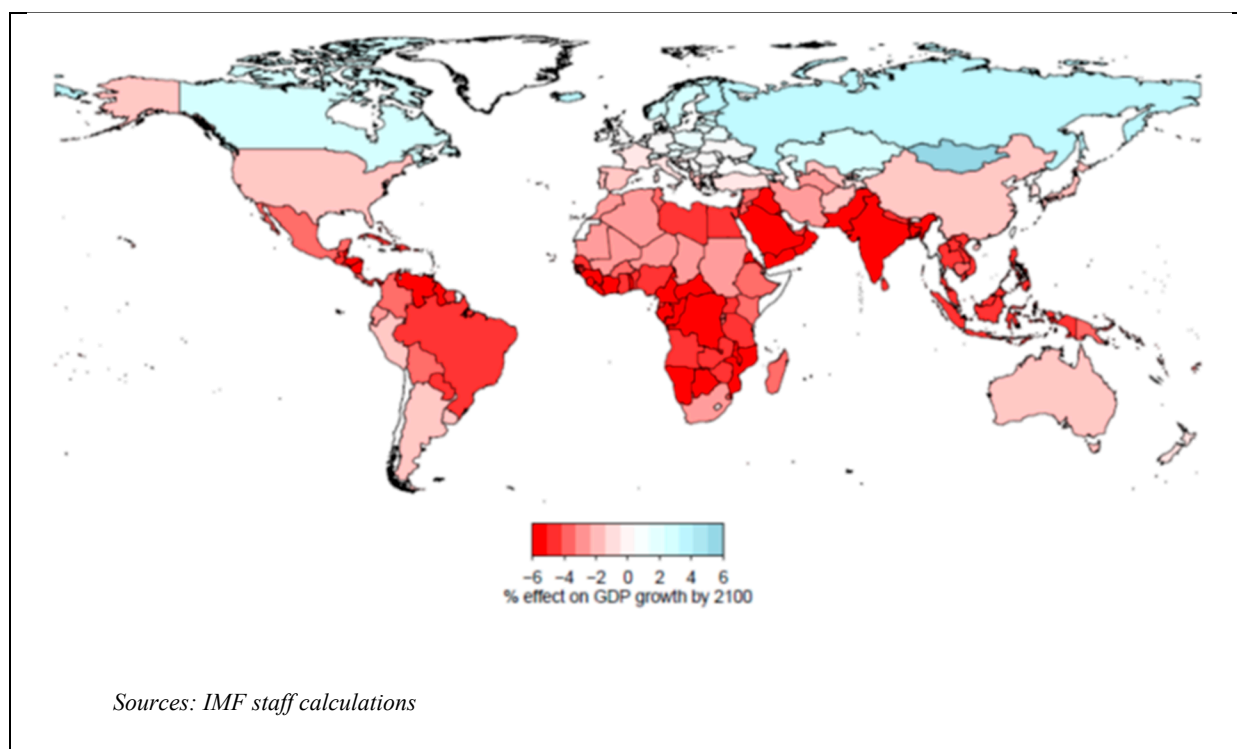 −6 −4 −2 0 2 4 6
% effect on GDP growth by 2100
Sources: IMF staff calculations